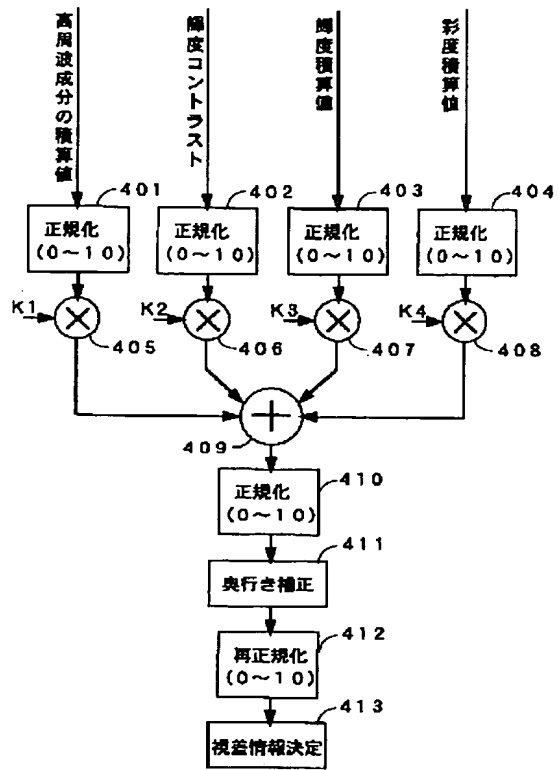 高周波成分の積算値
輝度コントラスト
輝度積算値
彩度積算値
401
402
403
404
正規化
(0〜10)
正規化
(0〜10)
正規化
(0〜10)
正規化
(0〜10)
K1
K2
K3
K4
×
×
×
×
405
406
407
408
+
409
410
正規化
(0〜10)
411
奥行き補正
412
再正規化
(0〜10)
413
視差情報決定